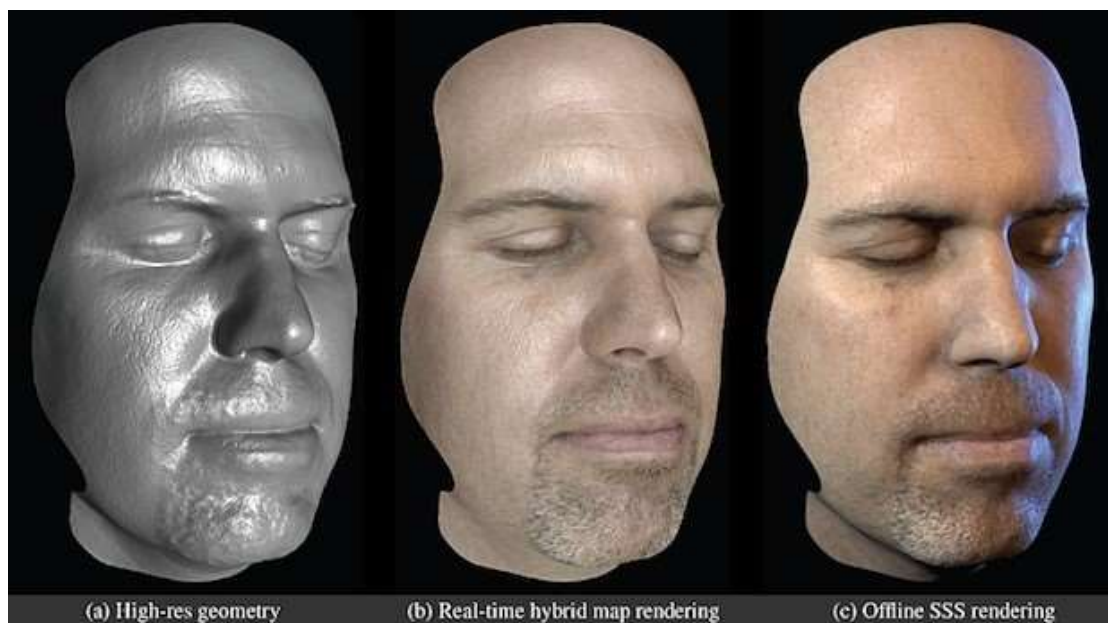 (a) High-res geometry
(b) Real-time hybrid map rendering
(c) Offline SSS rendering